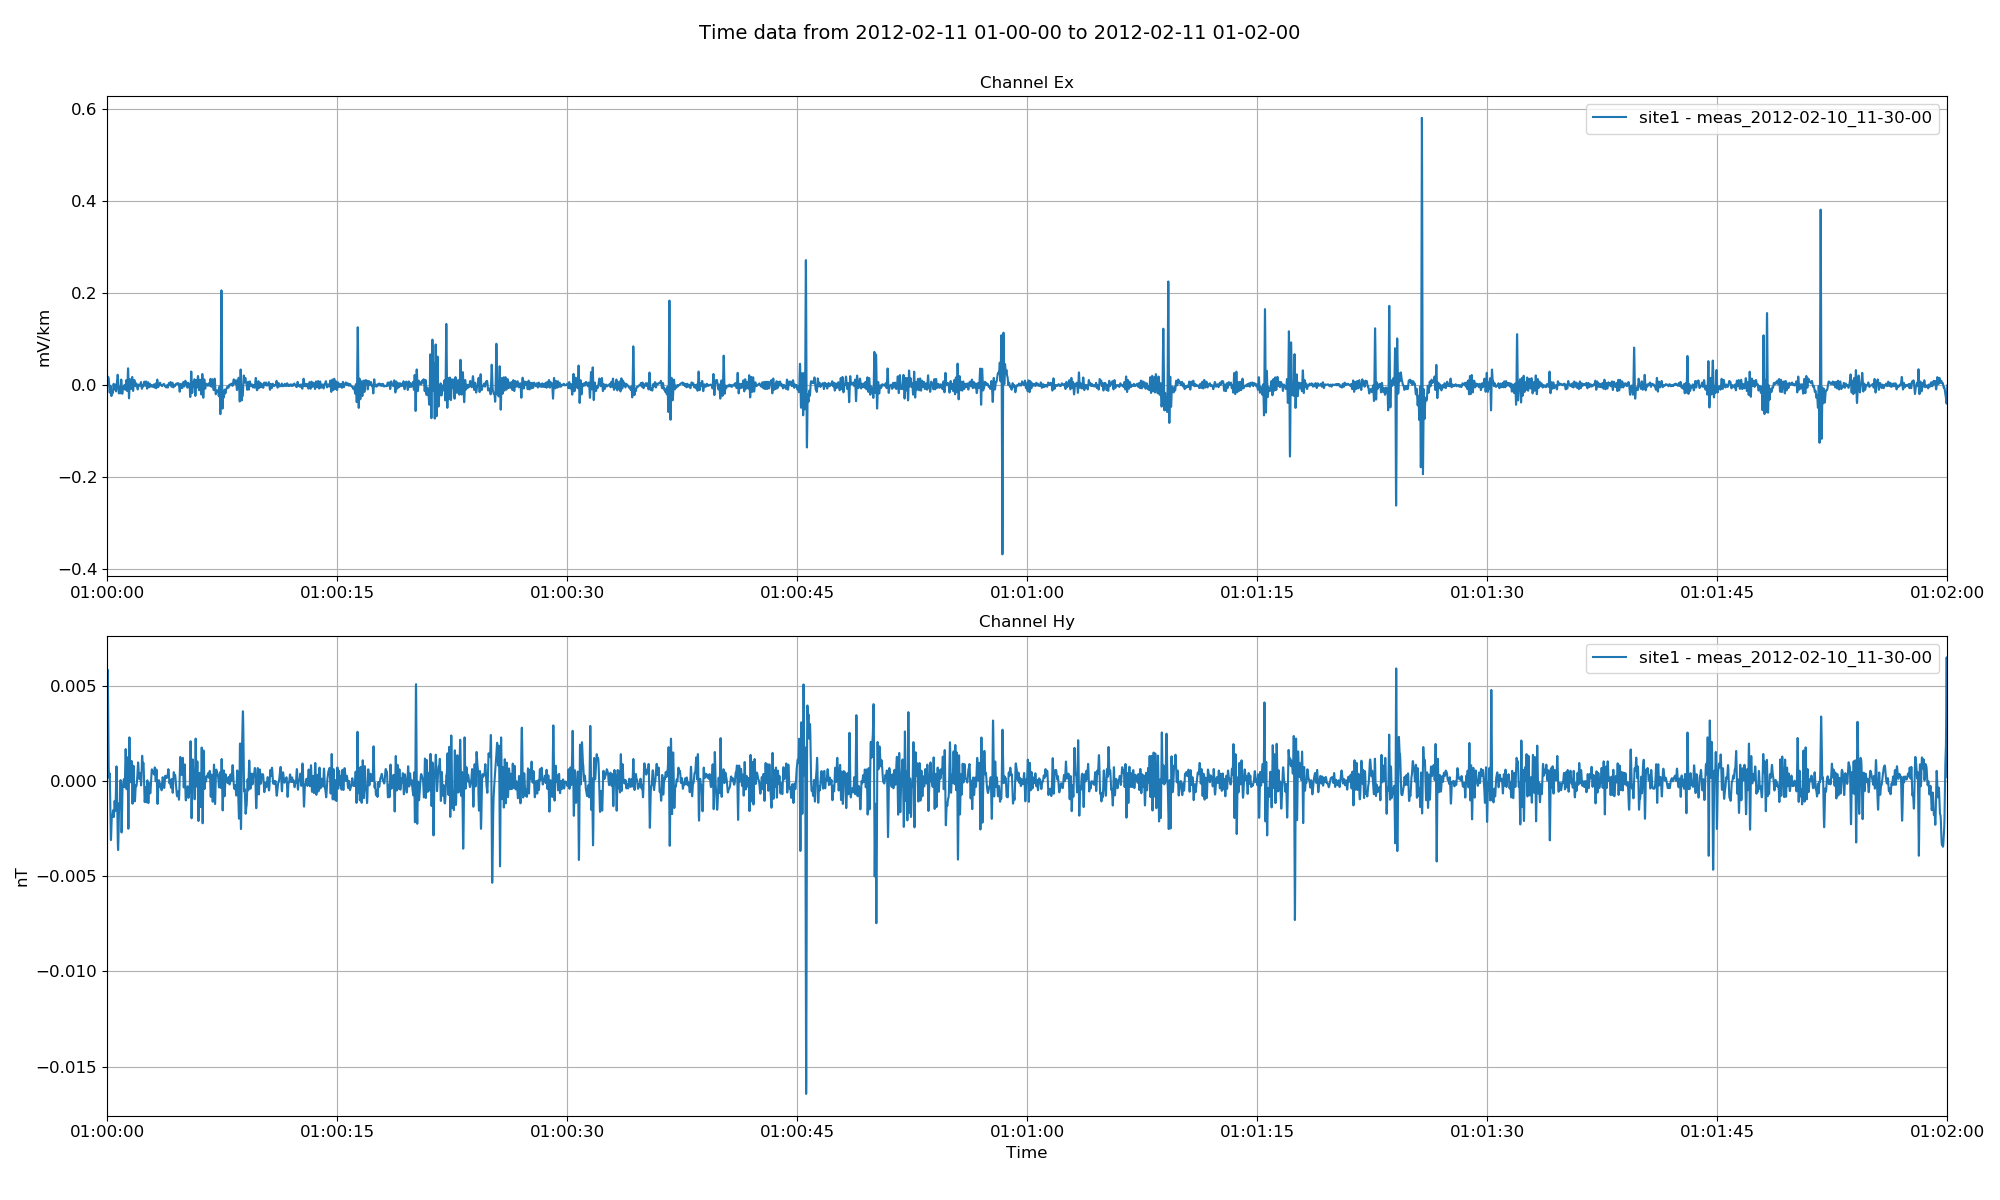 Time data from 2012-02-11 01-00-00 to 2012-02-11 01-02-00
Channel Ex
site1 - meas_2012-02-10_11-30-00
mV/km
0.6
0.4
0.2
0.0
−0.2
−0.4
01:00:00 01:00:15 01:00:30 01:00:45 01:01:00 01:01:15 01:01:30 01:01:45 01:02:00
Channel Hy
site1 - meas_2012-02-10_11-30-00
nT
0.005
0.000
−0.005
−0.010
−0.015
01:00:00 01:00:15 01:00:30 01:00:45 01:01:00 01:01:15 01:01:30 01:01:45 01:02:00
Time